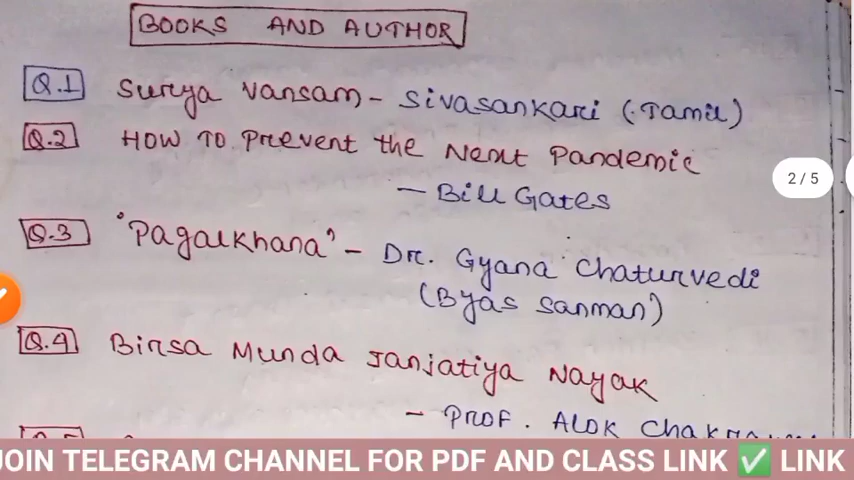 BOOKS AND AUTHOR
Q.1 Surya Vansam - Sivasankari (Tamil)
Q.2 HOW TO Prevent the Next Pandemic
- Bill Gates
2/5
Q.3 'Pagalkhana' - Dr. Gyana Chaturvedi
(Byas Sanman)
Q.4 Birsa Munda Janjatiya Nayak
- Prof. Alok
JOIN TELEGRAM CHANNEL FOR PDF AND CLASS LINK ✅ LINK